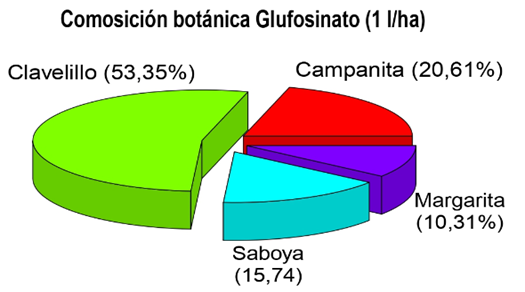 Comosición botánica Glufosinato (1 l/ha)
Clavelillo (53,35%)
Campanita (20,61%)
Margarita
(10,31%)
Saboya
(15,74)